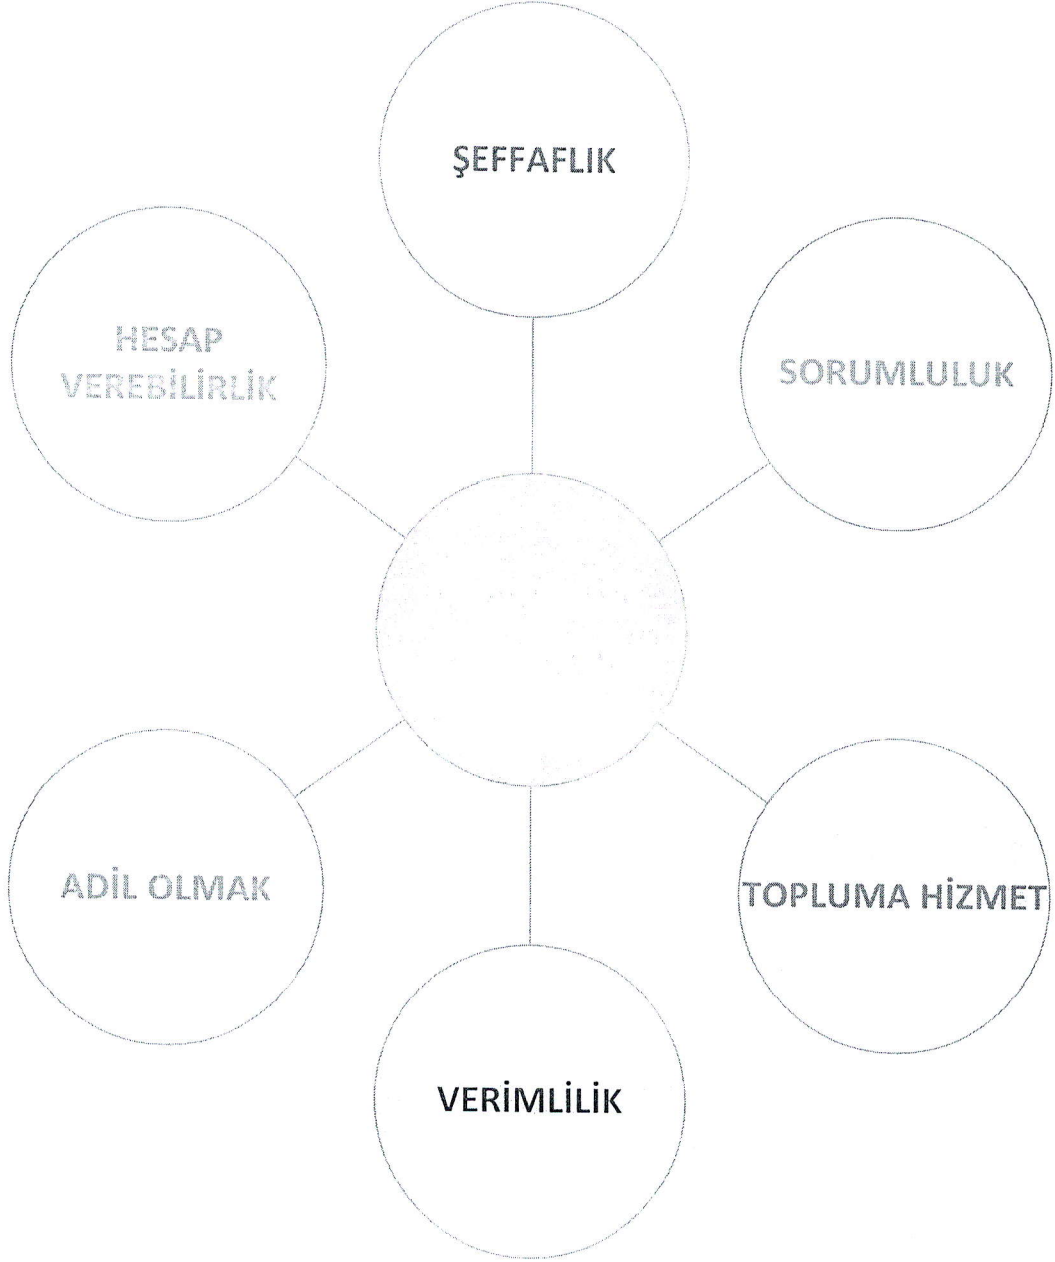 ŞEFFAFLIK
SORUMLULUK
TOPLUMA HİZMET
VERİMLİLİK
ADİL OLMAK
HESAP
VEREBİLİRLİK